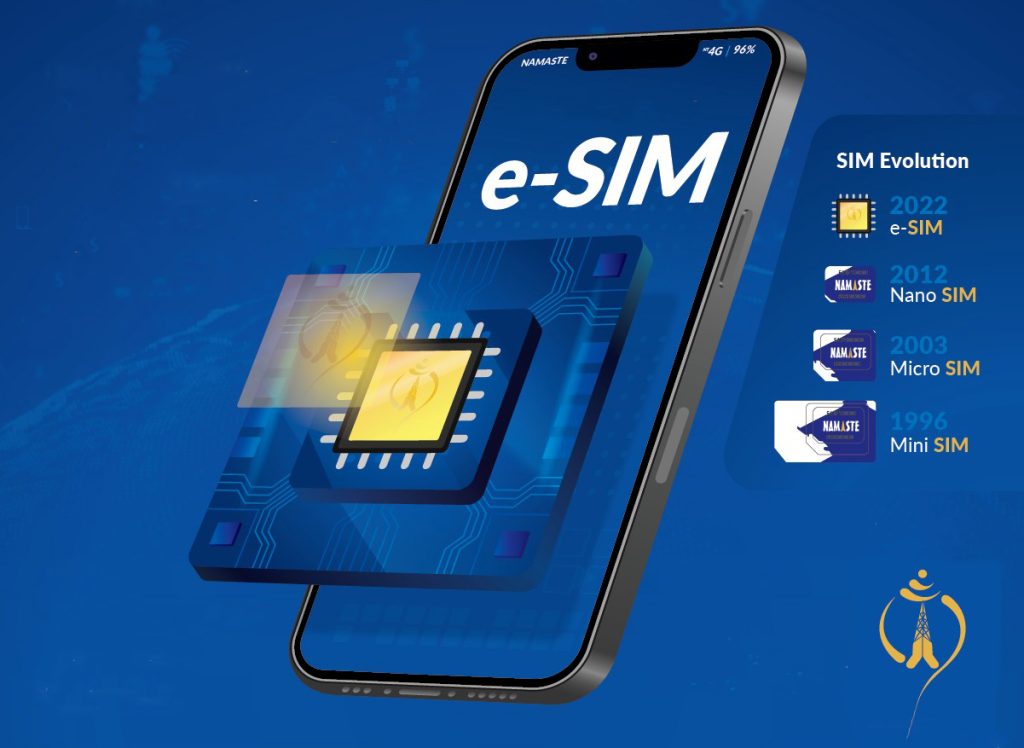 NAMASTE
NT 4G | 96%
e-SIM
SIM Evolution
2022
e-SIM
NAMASTE
2012
Nano SIM
NAMASTE
2003
Micro SIM
NAMASTE
1996
Mini SIM